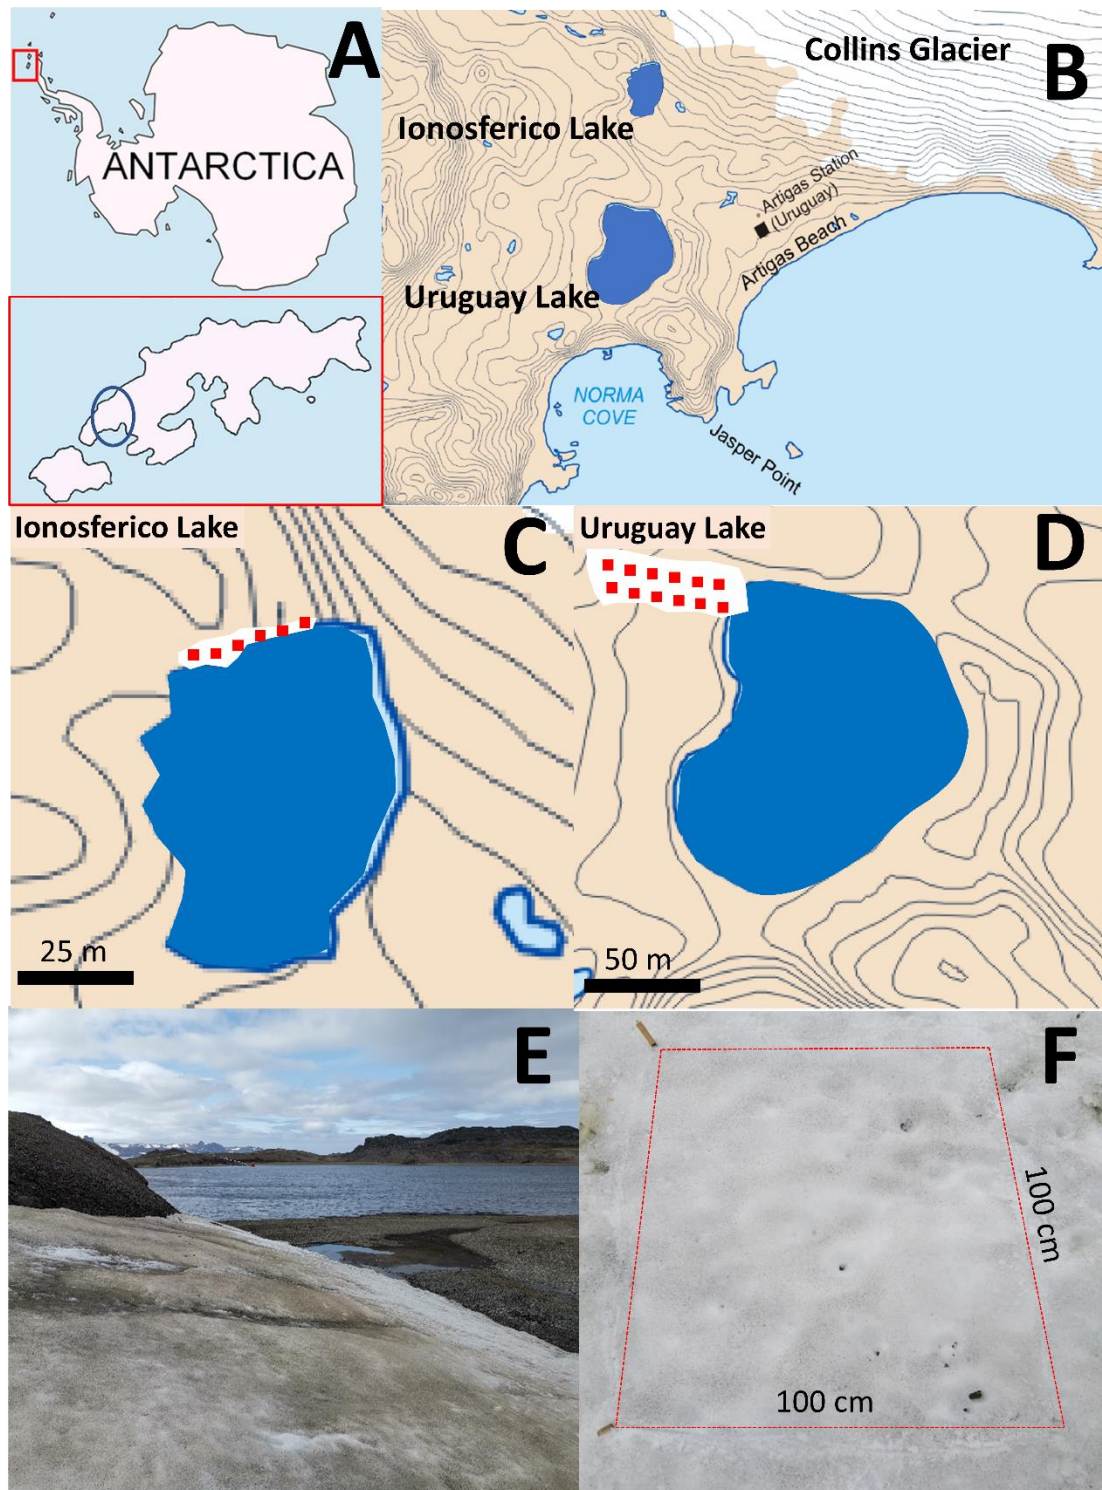 A
ANTARCTICA
B
Collins Glacier
Ionosferico Lake
Artigas Station
(Uruguay)
Artigas Beach
Uruguay Lake
NORMA
COVE
Jasper Point
Ionosferico Lake
C
25 m
Uruguay Lake
D
50 m
E
F
100 cm
100 cm